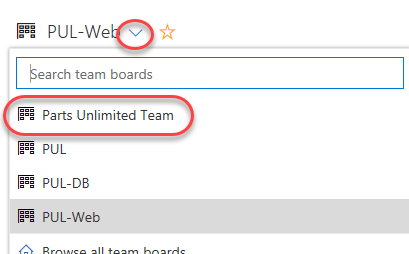 PUL-Web
Search team boards
Parts Unlimited Team
PUL
PUL-DB
PUL-Web
Browse all team boards